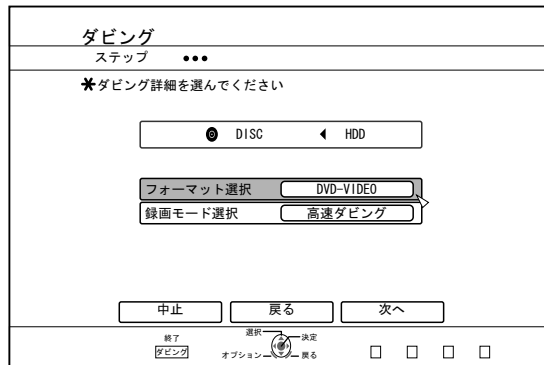 ダビング
ステップ
ダビング詳細を選んでください
DISC HDD
フォーマット選択 DVD-VIDEO
録画モード選択 高速ダビング
中止 戻る 次へ
終了
ダビング
選択
決定
オプション
戻る